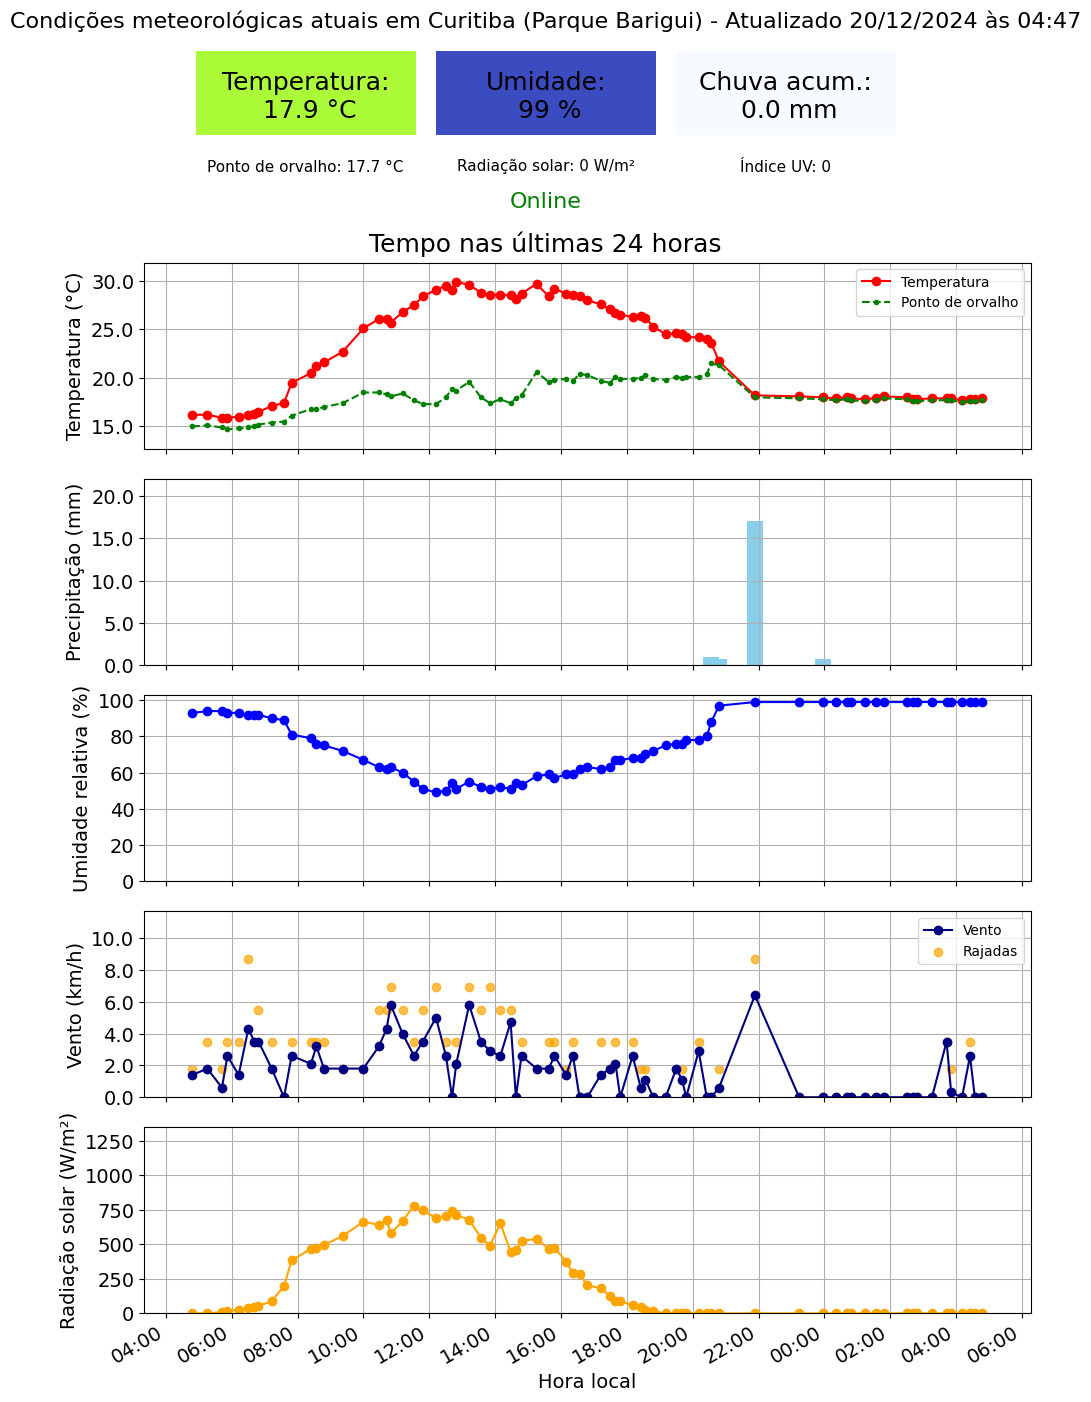 Condições meteorológicas atuais em Curitiba (Parque Barigui) - Atualizado 20/12/2024 às 04:47
Temperatura:
17.9 °C
Umidade:
99 %
Chuva acum.:
0.0 mm
Ponto de orvalho: 17.7 °C
Radiação solar: 0 W/m²
Índice UV: 0
Online
Tempo nas últimas 24 horas
Temperatura (°C)
30.0
25.0
20.0
15.0
Temperatura
Ponto de orvalho
Precipitação (mm)
20.0
15.0
10.0
5.0
0.0
Umidade relativa (%)
100
80
60
40
20
0
Vento (km/h)
10.0
8.0
6.0
4.0
2.0
0.0
Vento
Rajadas
Radiação solar (W/m²)
1250
1000
750
500
250
0
04:00
06:00
08:00
10:00
12:00
14:00
16:00
18:00
20:00
22:00
00:00
02:00
04:00
06:00
Hora local